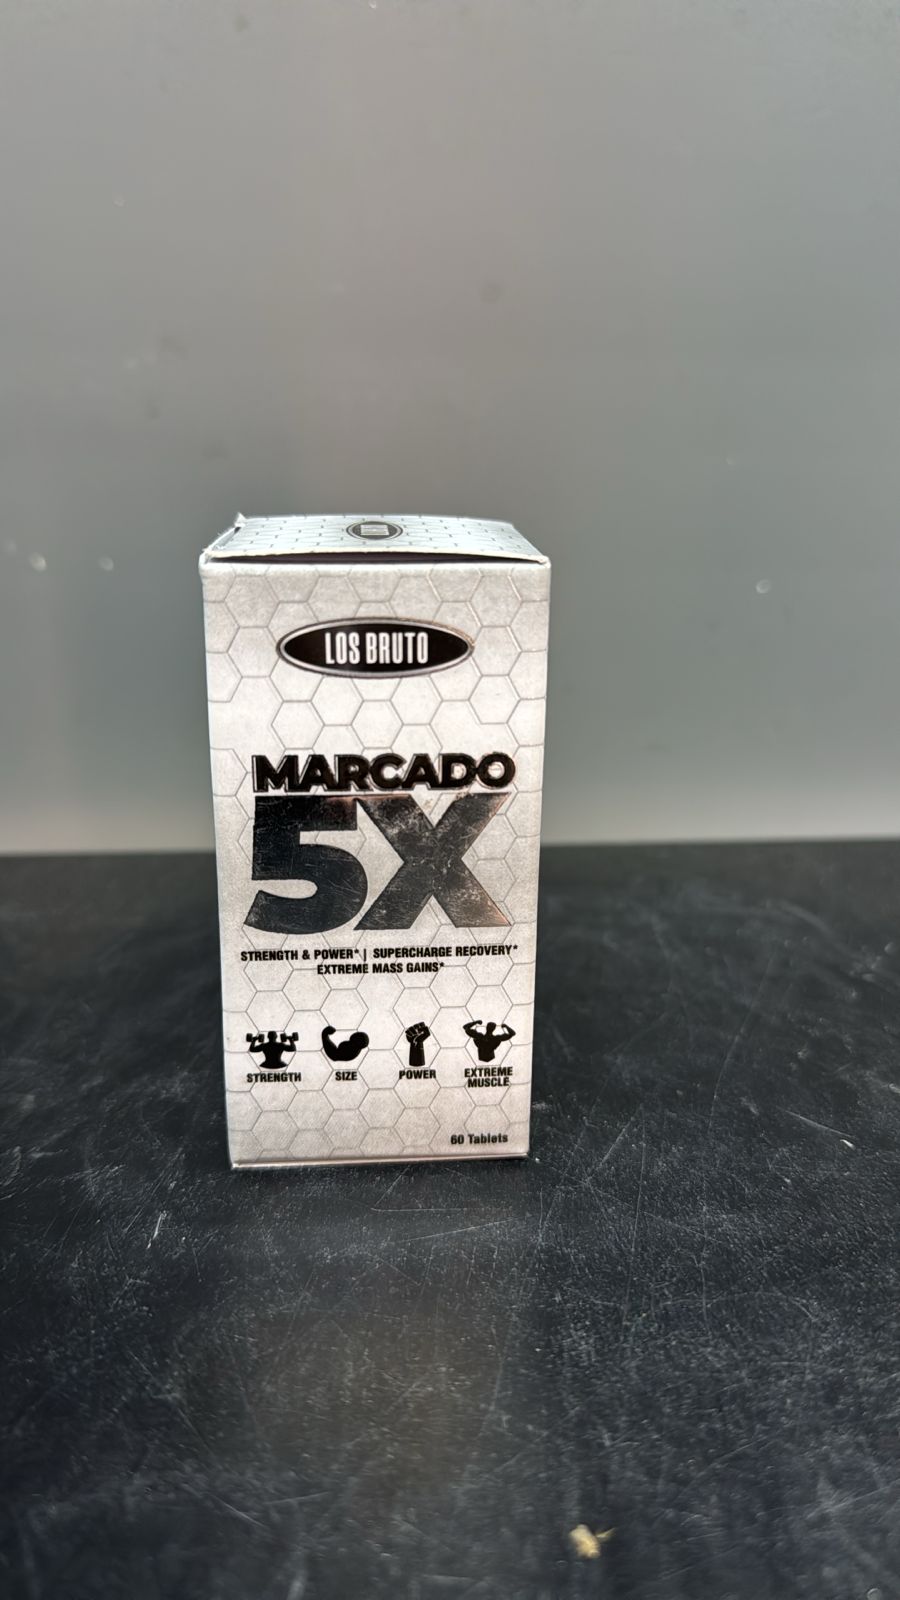 LOS BRUTO
MARCADO
5X
STRENGTH & POWER* | SUPERCHARGE RECOVERY*
EXTREME MASS GAINS*
STRENGTH
SIZE
POWER
EXTREME
MUSCLE
60 Tablets